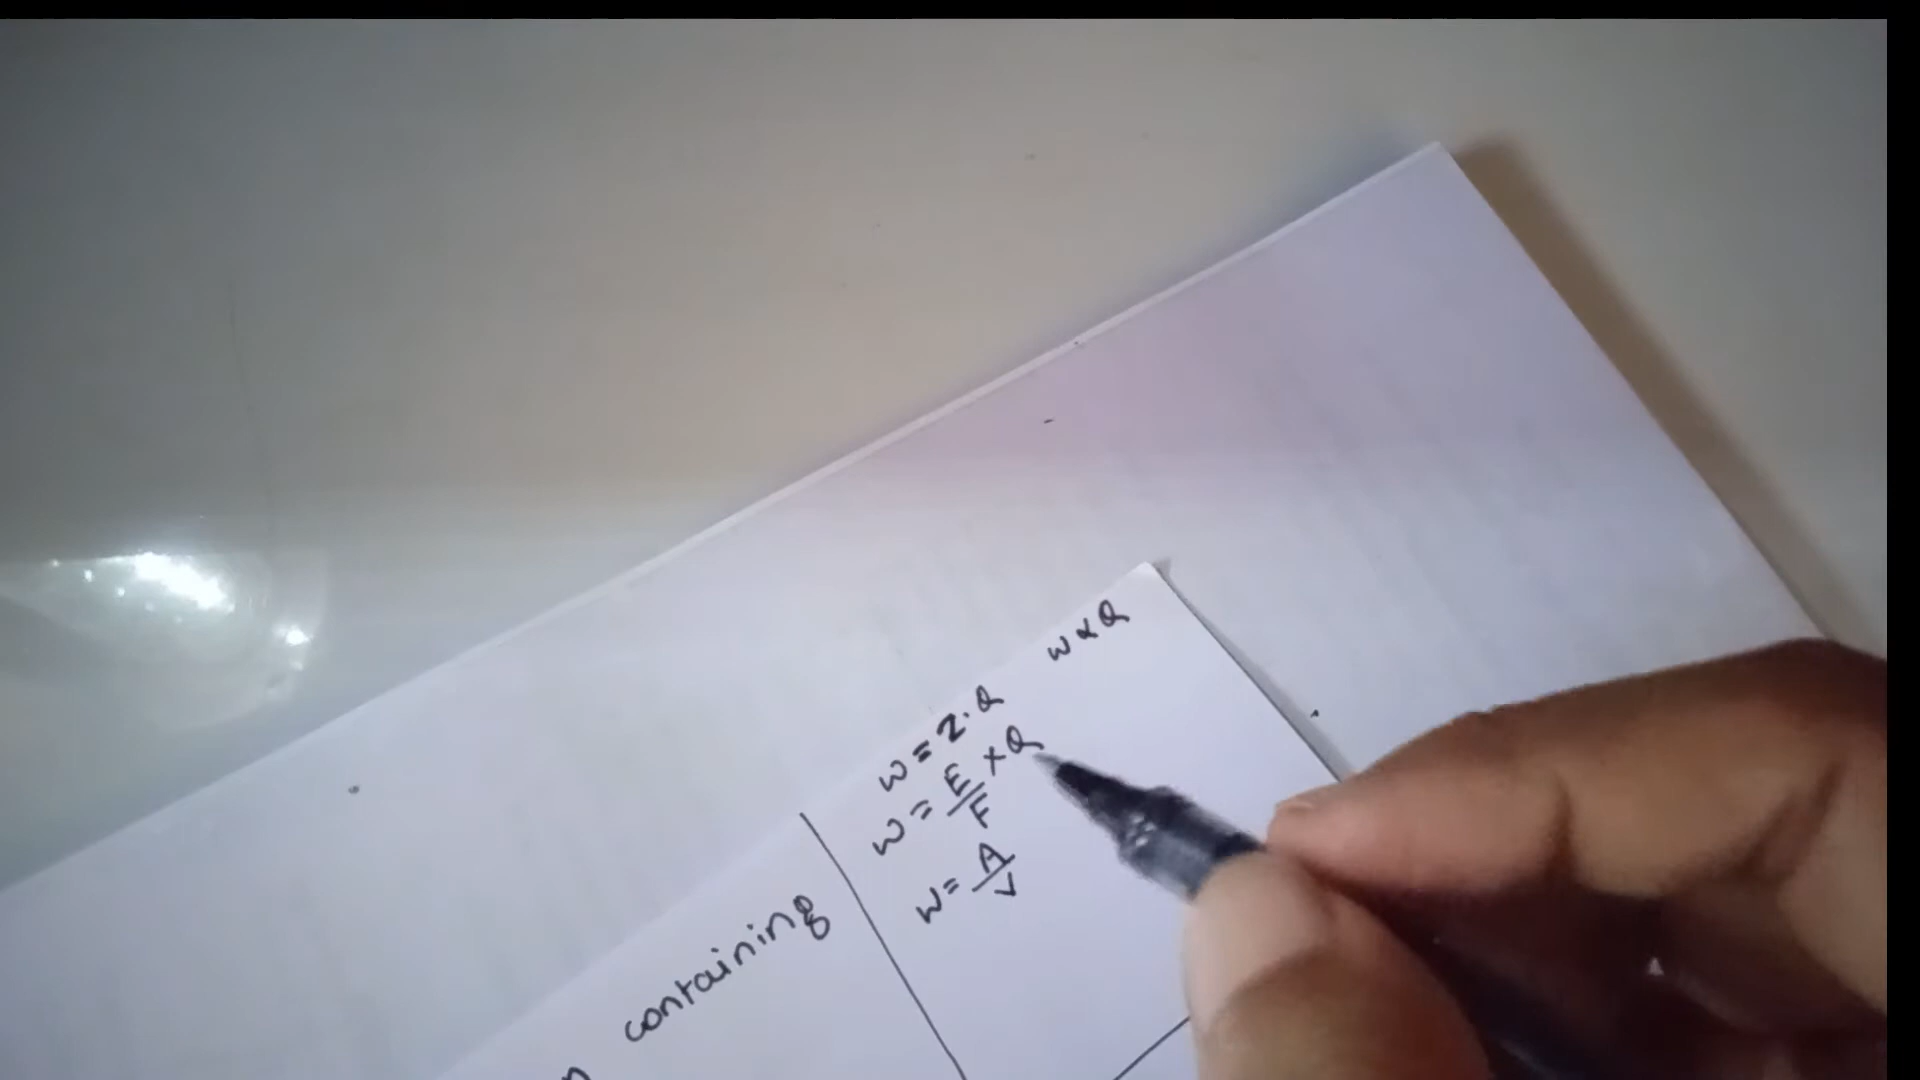 W ∝ Q
W = Z. Q
W = E/F × Q
W = A/V
containing